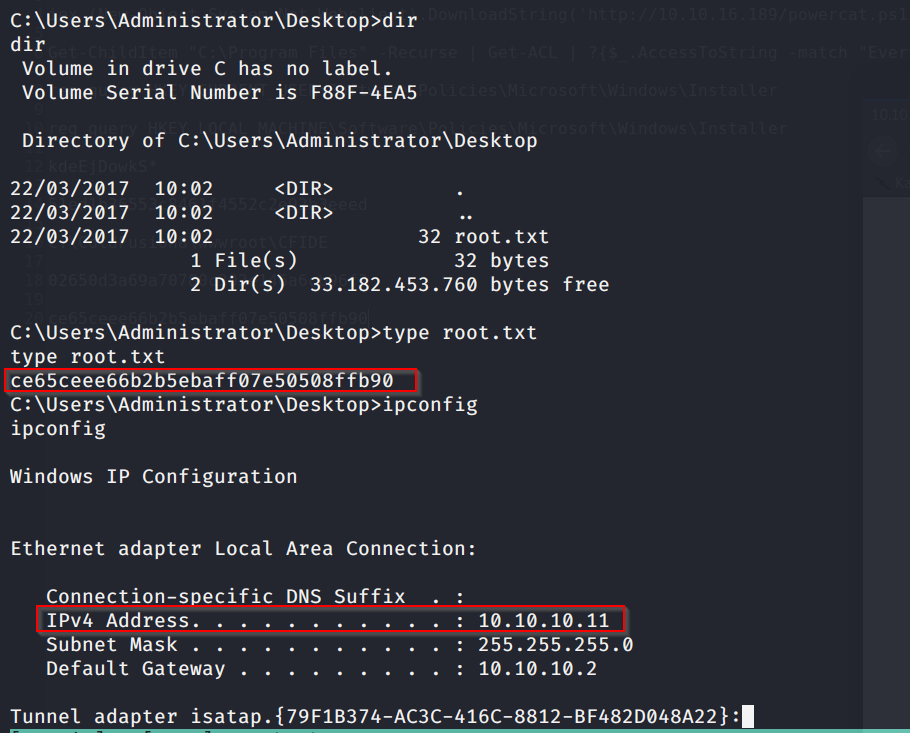 C:\Users\Administrator\Desktop>dir
dir
 Volume in drive C has no label.
 Volume Serial Number is F88F-4EA5

 Directory of C:\Users\Administrator\Desktop

22/03/2017  10:02     <DIR>          .
22/03/2017  10:02     <DIR>          ..
22/03/2017  10:02                 32 root.txt
               1 File(s)             32 bytes
               2 Dir(s)  33.182.453.760 bytes free

C:\Users\Administrator\Desktop>type root.txt
type root.txt
ce65ceee66b2b5ebaff07e50508ffb90
C:\Users\Administrator\Desktop>ipconfig
ipconfig

Windows IP Configuration


Ethernet adapter Local Area Connection:

   Connection-specific DNS Suffix  . :
   IPv4 Address. . . . . . . . . . . : 10.10.10.11
   Subnet Mask . . . . . . . . . . . : 255.255.255.0
   Default Gateway . . . . . . . . . : 10.10.10.2

Tunnel adapter isatap.{79F1B374-AC3C-416C-8812-BF482D048A22}: